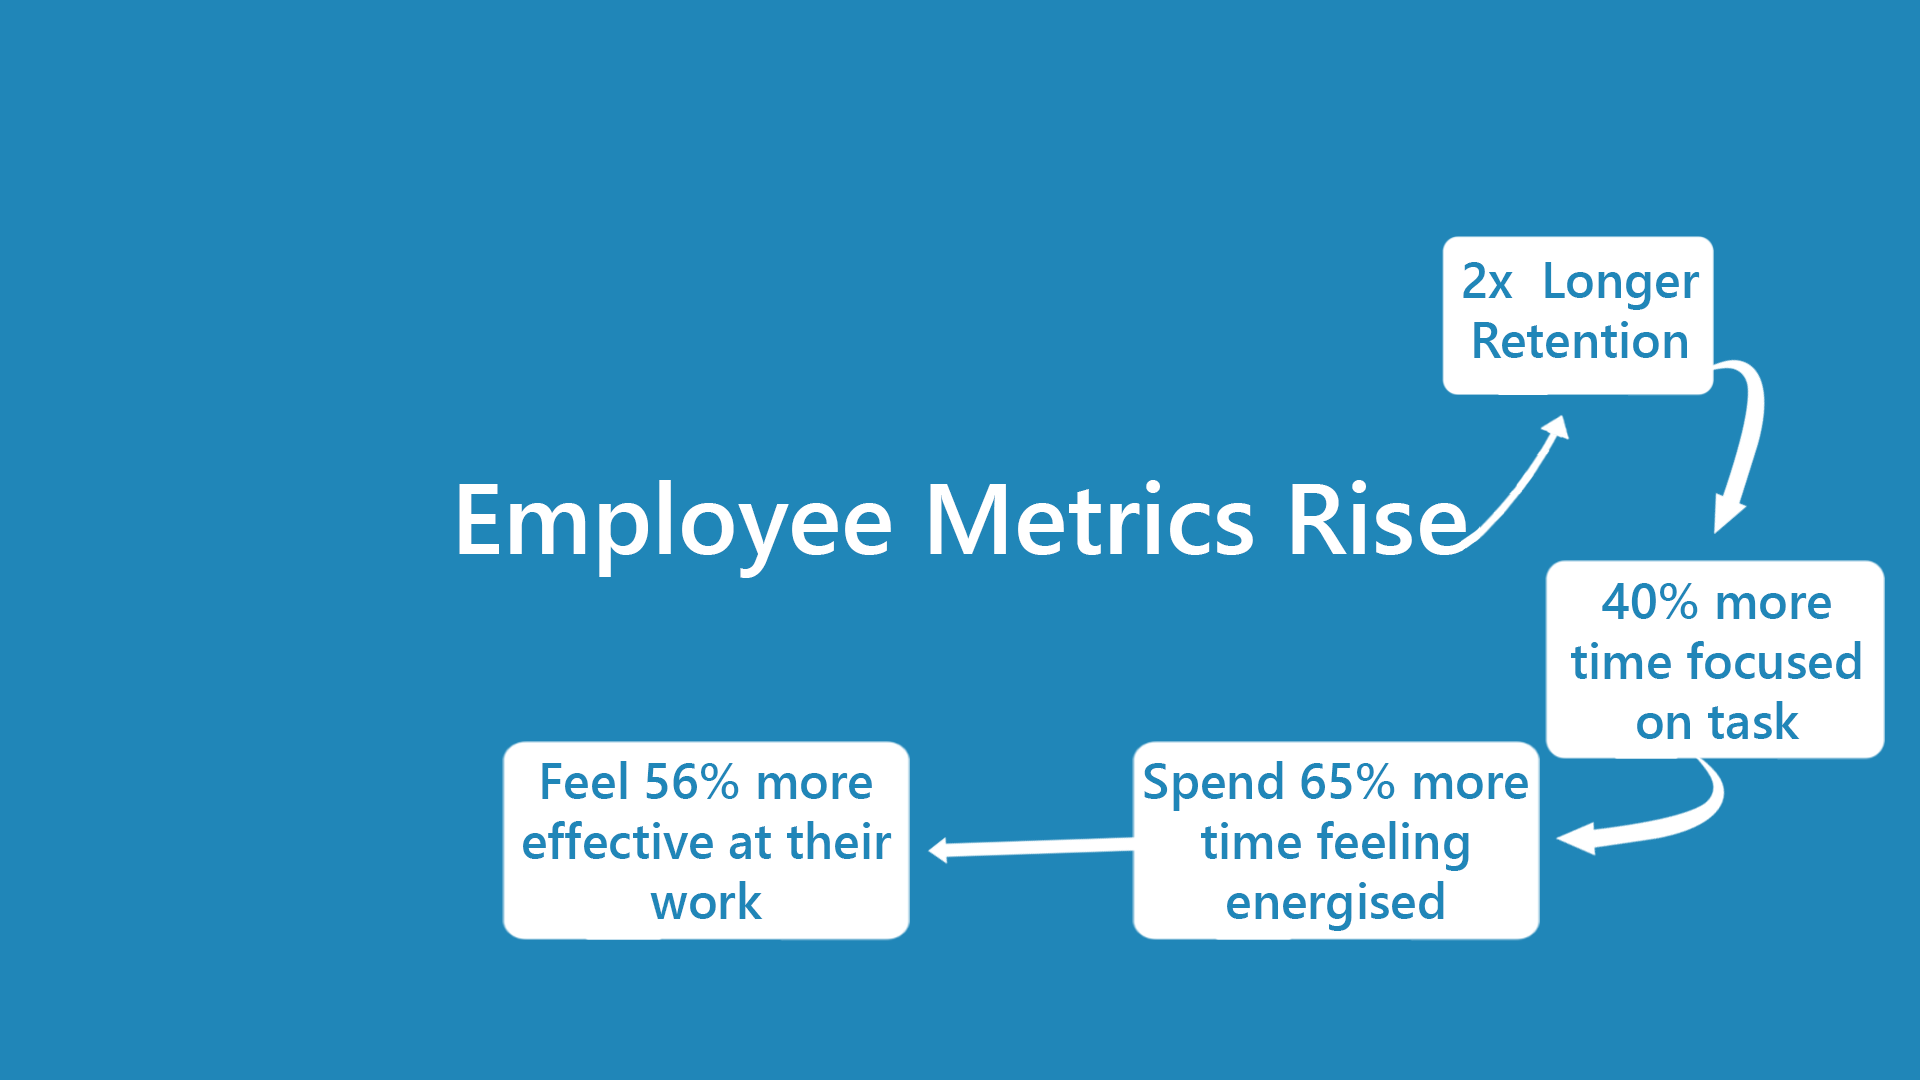 Employee Metrics Rise
2x  Longer
Retention
40% more
time focused
on task
Spend 65% more
time feeling
energised
Feel 56% more
effective at their
work